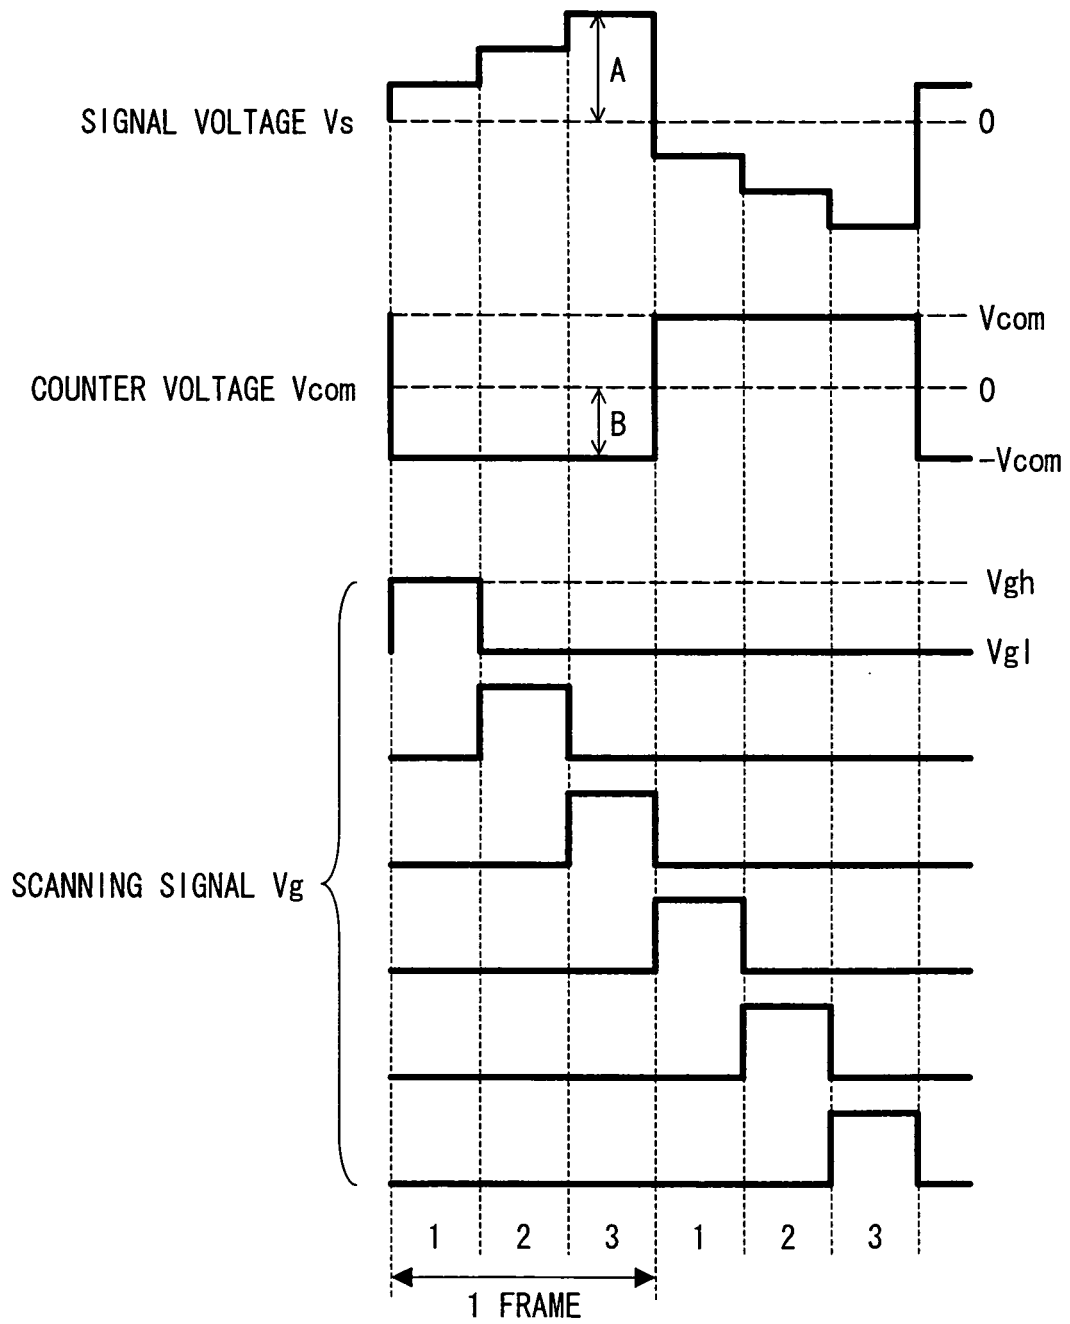 A
SIGNAL VOLTAGE Vs
0
Vcom
COUNTER VOLTAGE Vcom
0
B
-Vcom
Vgh
Vgl
SCANNING SIGNAL Vg
1 2 3 1 2 3
1 FRAME